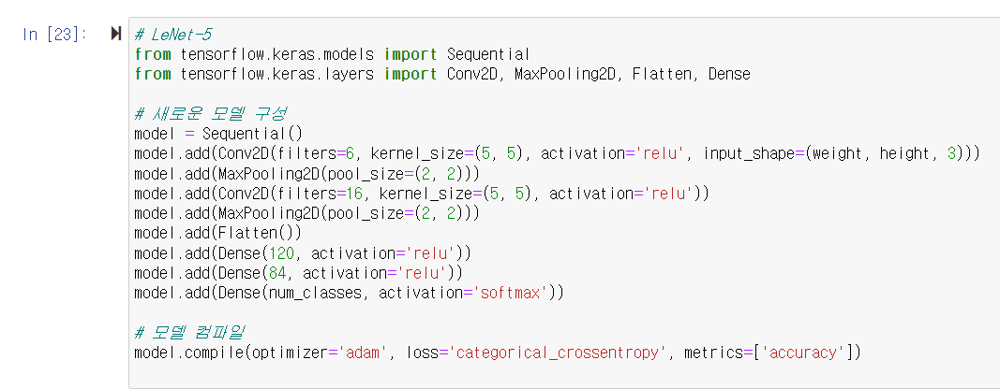 In [23]:
# LeNet-5
from tensorflow.keras.models import Sequential
from tensorflow.keras.layers import Conv2D, MaxPooling2D, Flatten, Dense
# 새로운 모델 구성
model = Sequential()
model.add(Conv2D(filters=6, kernel_size=(5, 5), activation='relu', input_shape=(weight, height, 3)))
model.add(MaxPooling2D(pool_size=(2, 2)))
model.add(Conv2D(filters=16, kernel_size=(5, 5), activation='relu'))
model.add(MaxPooling2D(pool_size=(2, 2)))
model.add(Flatten())
model.add(Dense(120, activation='relu'))
model.add(Dense(84, activation='relu'))
model.add(Dense(num_classes, activation='softmax'))
# 모델 컴파일
model.compile(optimizer='adam', loss='categorical_crossentropy', metrics=['accuracy'])